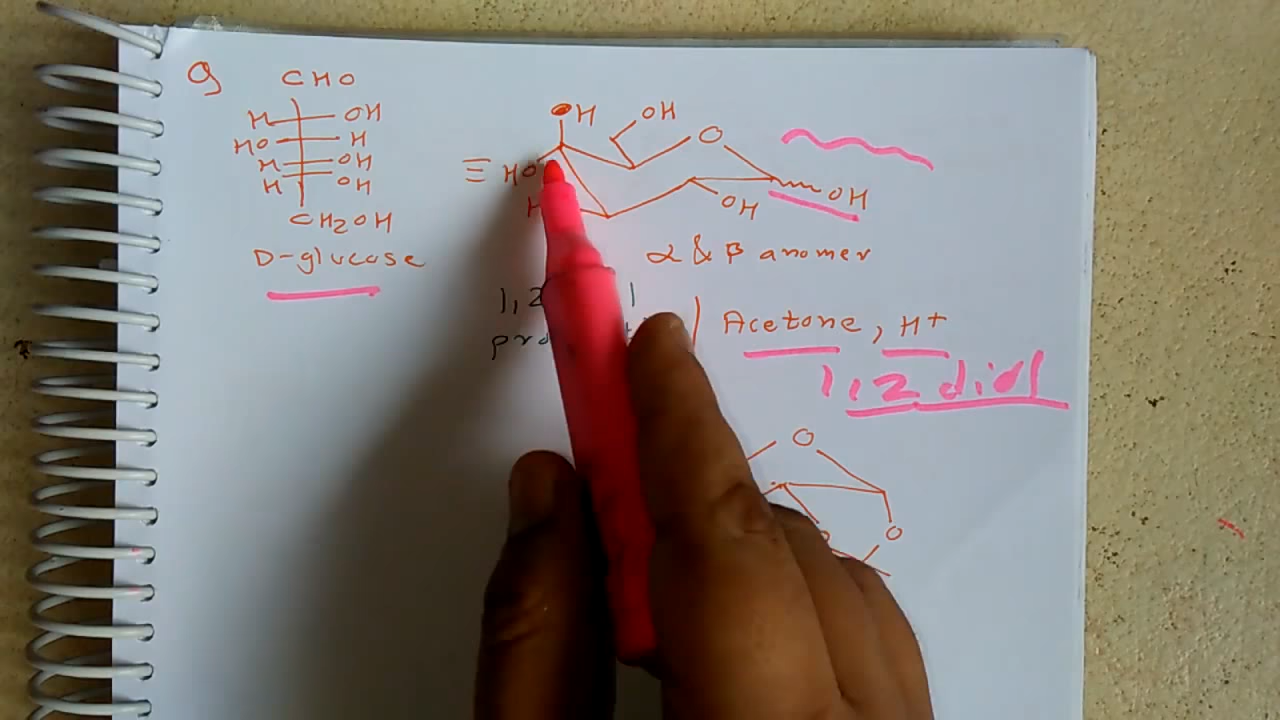 9
CHO
H OH
HO H
H OH
H OH
CH2OH
D-glucose
≡
OH
O
H
HO
H
OH
OH
α & β anomer
1,2
Acetone, H+
1,2 diol
O
O